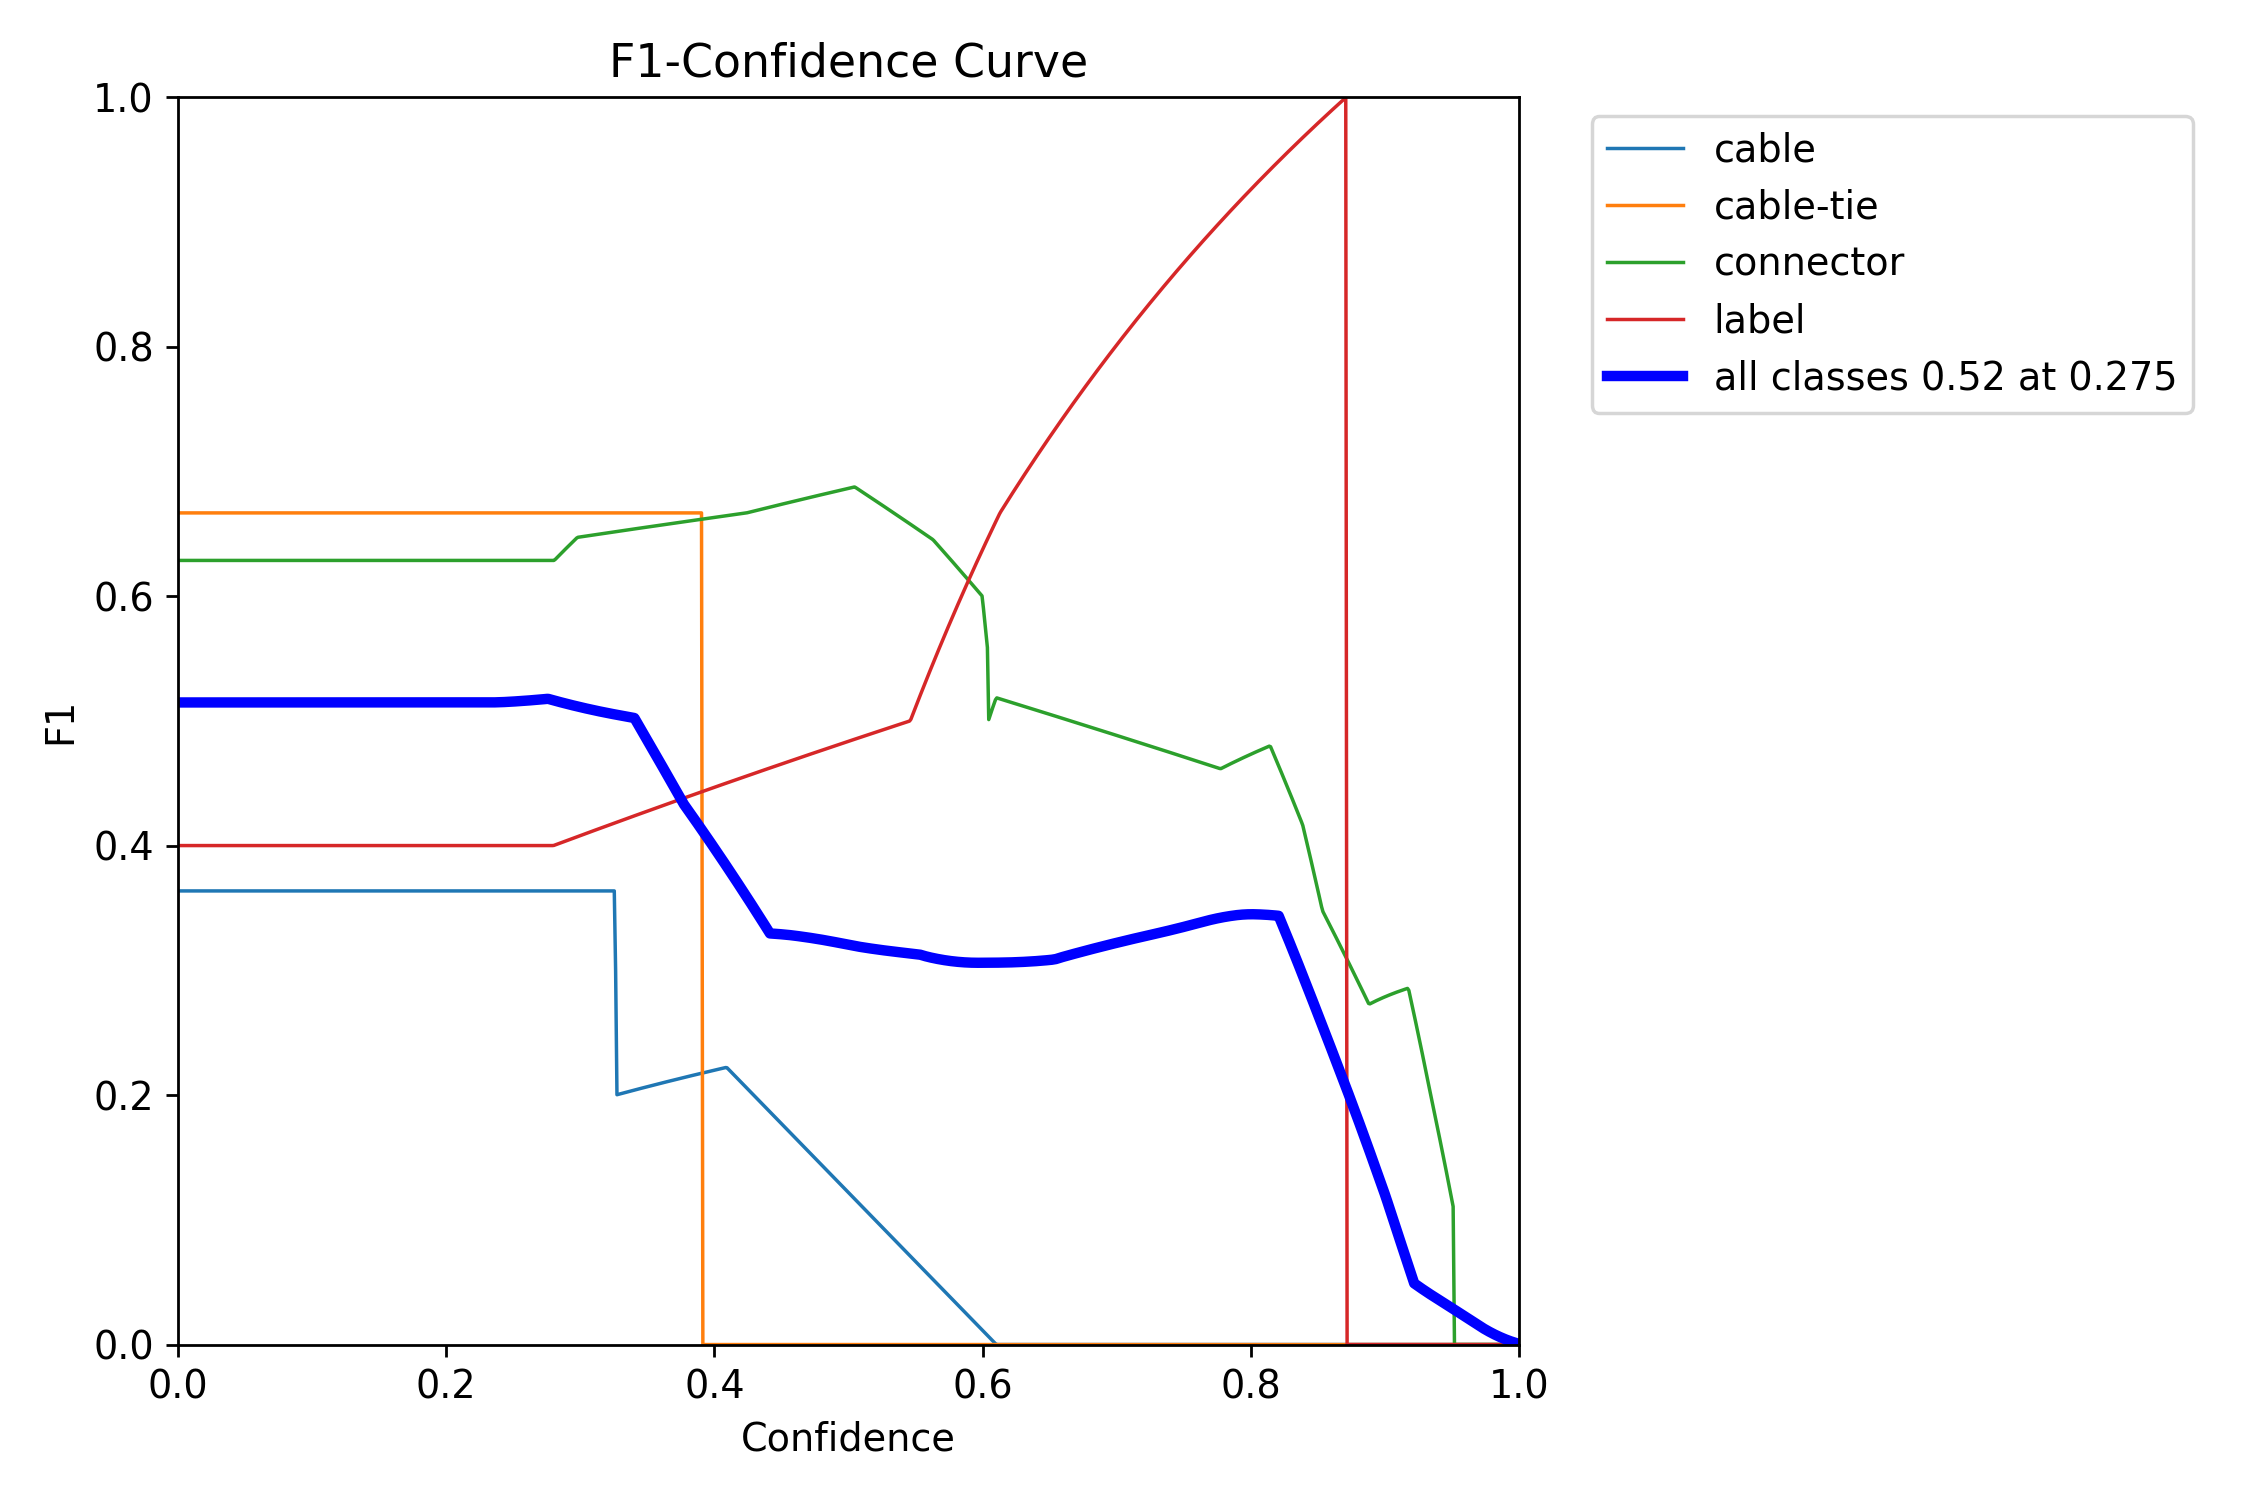 F1-Confidence Curve
1.0
0.8
0.6
0.4
0.2
0.0
F1
0.0 0.2 0.4 0.6 0.8 1.0
Confidence
cable
cable-tie
connector
label
all classes 0.52 at 0.275